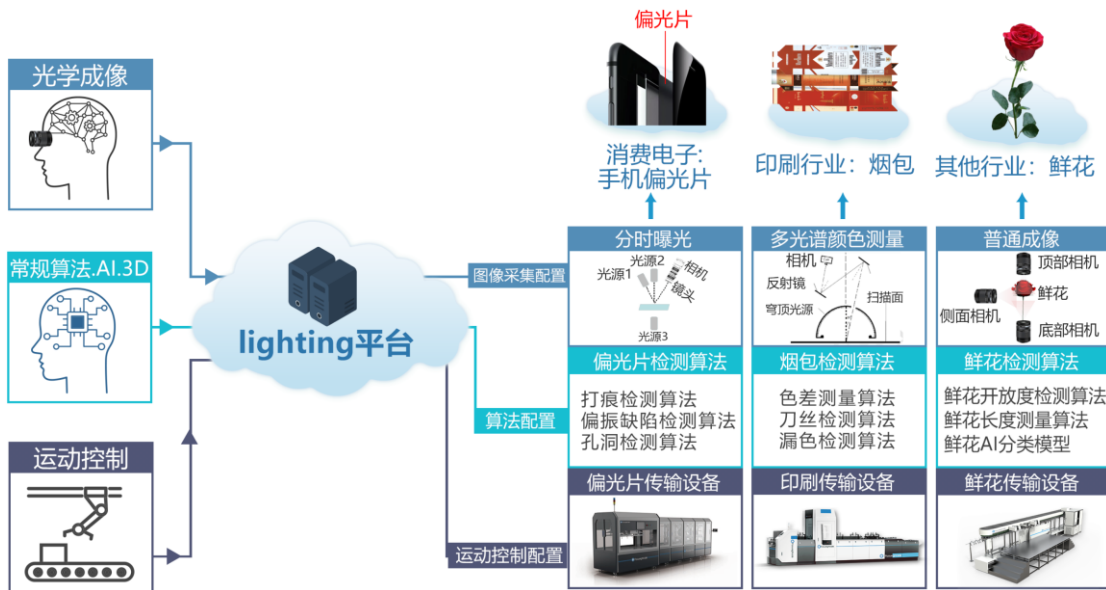 光学成像
常规算法.AI.3D
运动控制
lighting平台
图像采集配置
算法配置
运动控制配置
偏光片
消费电子:
手机偏光片
分时曝光
光源1
光源2
相机
镜头
光源3
偏光片检测算法
打痕检测算法
偏振缺陷检测算法
孔洞检测算法
偏光片传输设备
印刷行业：烟包
多光谱颜色测量
相机
反射镜
穹顶光源
扫描面
烟包检测算法
色差测量算法
刀丝检测算法
漏色检测算法
印刷传输设备
其他行业：鲜花
普通成像
顶部相机
鲜花
侧面相机
底部相机
鲜花检测算法
鲜花开放度检测算法
鲜花长度测量算法
鲜花AI分类模型
鲜花传输设备